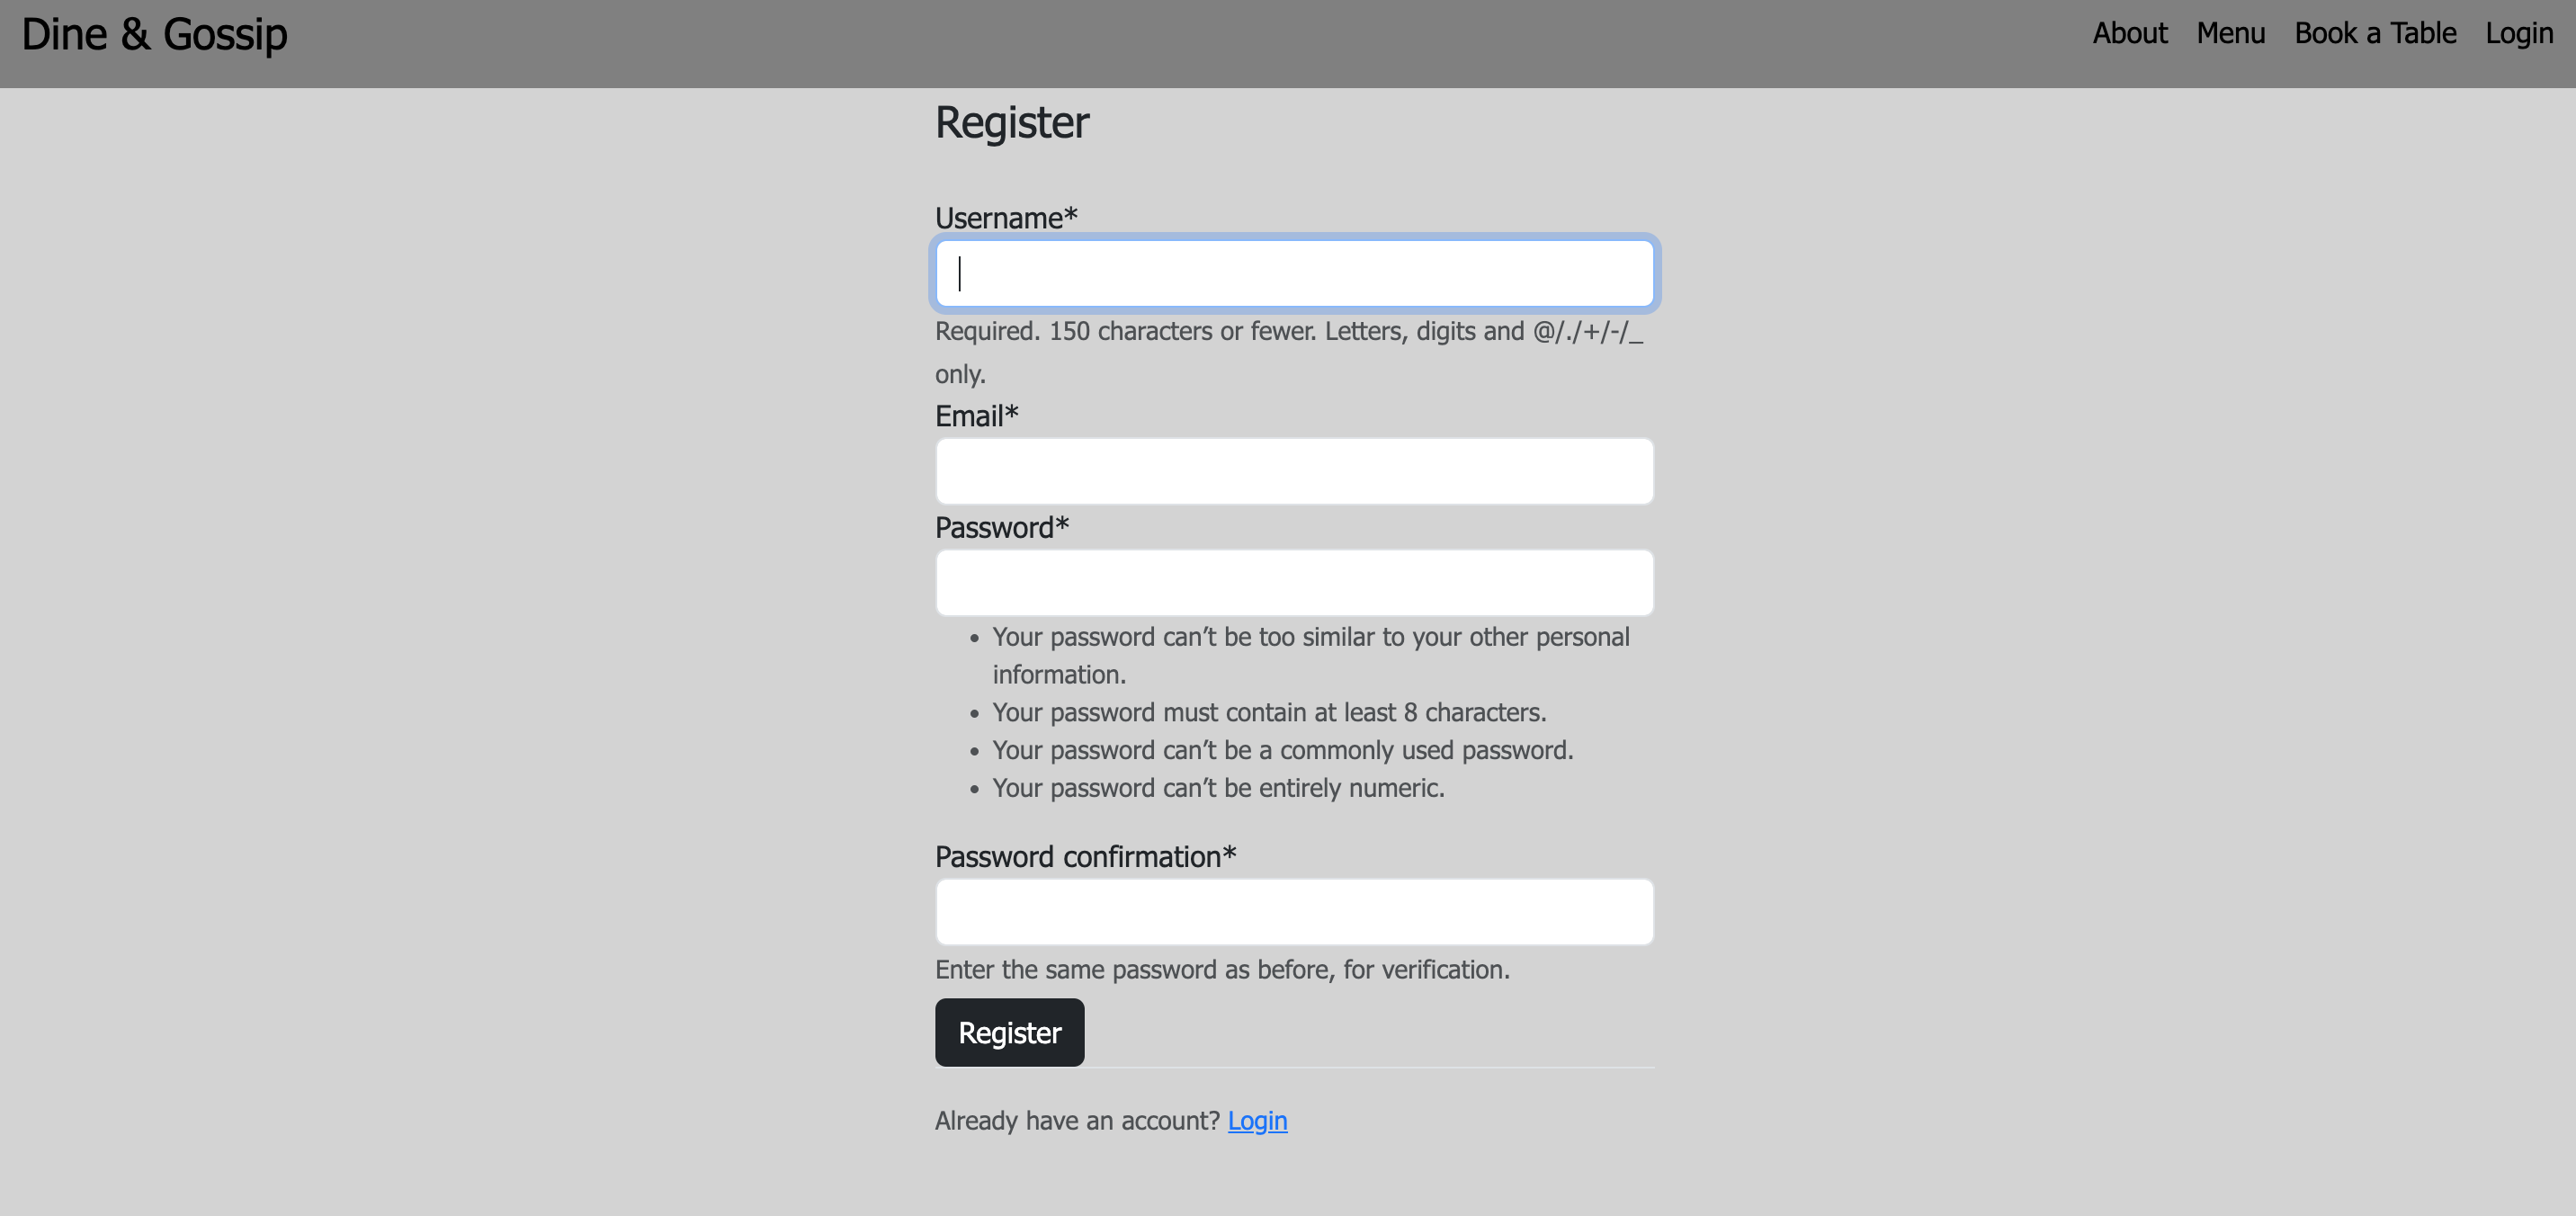 Dine & Gossip
About Menu Book a Table Login
Register
Username*
Required. 150 characters or fewer. Letters, digits and @/./+/-/_
only.
Email*
Password*
• Your password can’t be too similar to your other personal
information.
• Your password must contain at least 8 characters.
• Your password can’t be a commonly used password.
• Your password can’t be entirely numeric.
Password confirmation*
Enter the same password as before, for verification.
Register
Already have an account? Login